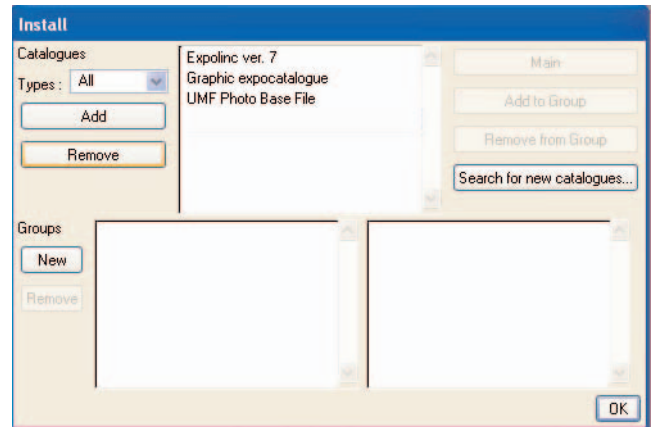 Install
Catalogues
Types : All
Add
Remove
Expolinc ver. 7
Graphic expocatalogue
UMF Photo Base File
Main
Add to Group
Remove from Group
Search for new catalogues...
Groups
New
Remove
OK